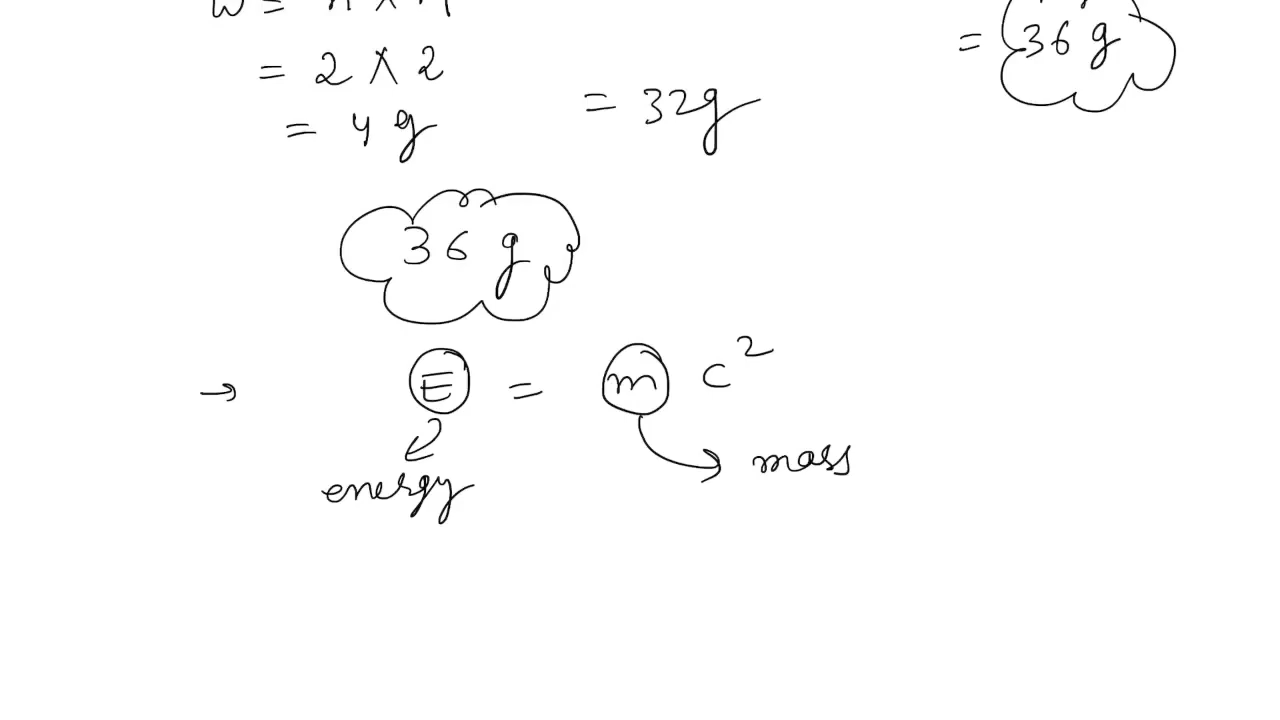 = 2 × 2
= 4 g
= 32g
= 36 g
36 g
→ E = m c²
energy
mass